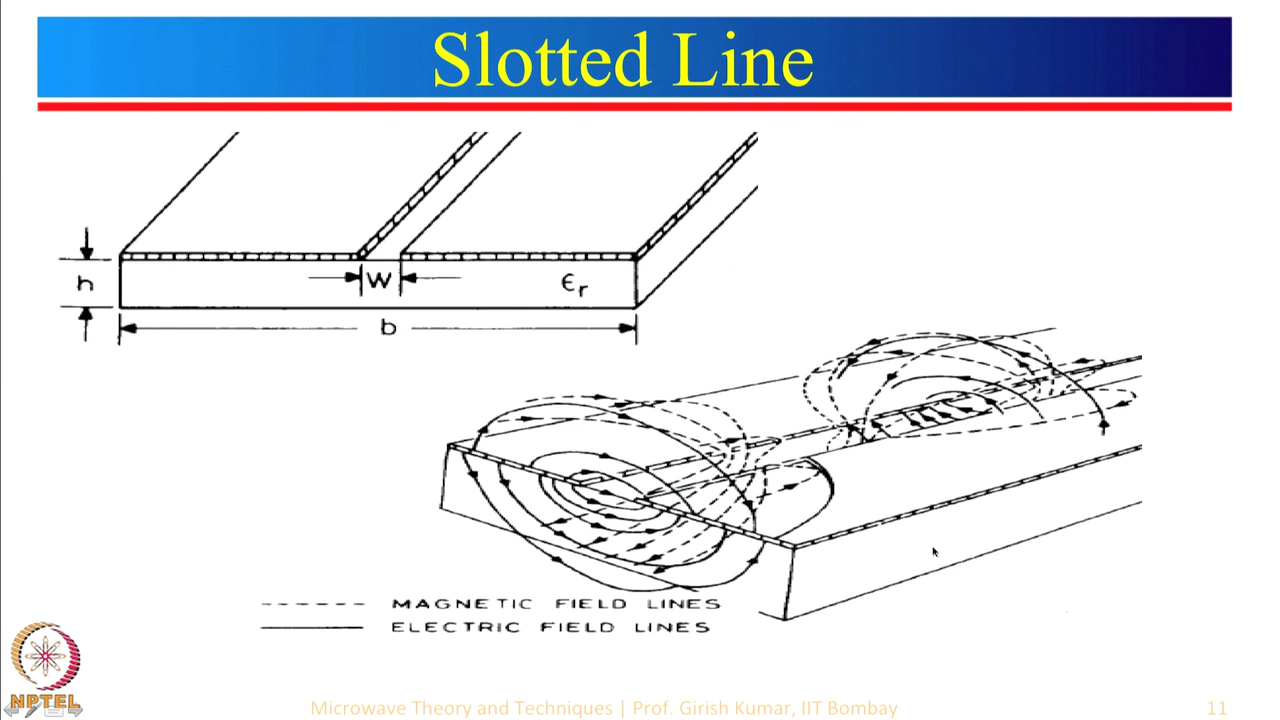 Slotted Line
h
W
εr
b
MAGNETIC FIELD LINES
ELECTRIC FIELD LINES
NPTEL
Microwave Theory and Techniques | Prof. Girish Kumar, IIT Bombay
11